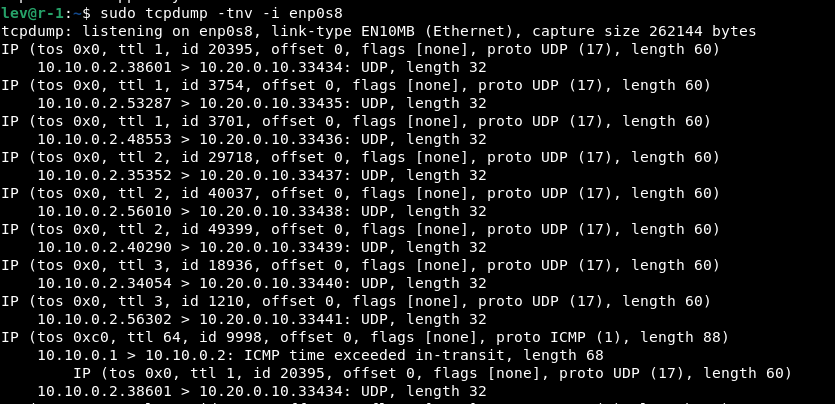 lev@r-1:~$ sudo tcpdump -tnv -i enp0s8
tcpdump: listening on enp0s8, link-type EN10MB (Ethernet), capture size 262144 bytes
IP (tos 0x0, ttl 1, id 20395, offset 0, flags [none], proto UDP (17), length 60)
    10.10.0.2.38601 > 10.20.0.10.33434: UDP, length 32
IP (tos 0x0, ttl 1, id 3754, offset 0, flags [none], proto UDP (17), length 60)
    10.10.0.2.53287 > 10.20.0.10.33435: UDP, length 32
IP (tos 0x0, ttl 1, id 3701, offset 0, flags [none], proto UDP (17), length 60)
    10.10.0.2.48553 > 10.20.0.10.33436: UDP, length 32
IP (tos 0x0, ttl 2, id 29718, offset 0, flags [none], proto UDP (17), length 60)
    10.10.0.2.35352 > 10.20.0.10.33437: UDP, length 32
IP (tos 0x0, ttl 2, id 40037, offset 0, flags [none], proto UDP (17), length 60)
    10.10.0.2.56010 > 10.20.0.10.33438: UDP, length 32
IP (tos 0x0, ttl 2, id 49399, offset 0, flags [none], proto UDP (17), length 60)
    10.10.0.2.40290 > 10.20.0.10.33439: UDP, length 32
IP (tos 0x0, ttl 3, id 18936, offset 0, flags [none], proto UDP (17), length 60)
    10.10.0.2.34054 > 10.20.0.10.33440: UDP, length 32
IP (tos 0x0, ttl 3, id 1210, offset 0, flags [none], proto UDP (17), length 60)
    10.10.0.2.56302 > 10.20.0.10.33441: UDP, length 32
IP (tos 0xc0, ttl 64, id 9998, offset 0, flags [none], proto ICMP (1), length 88)
    10.10.0.1 > 10.10.0.2: ICMP time exceeded in-transit, length 68
        IP (tos 0x0, ttl 1, id 20395, offset 0, flags [none], proto UDP (17), length 60)
    10.10.0.2.38601 > 10.20.0.10.33434: UDP, length 32